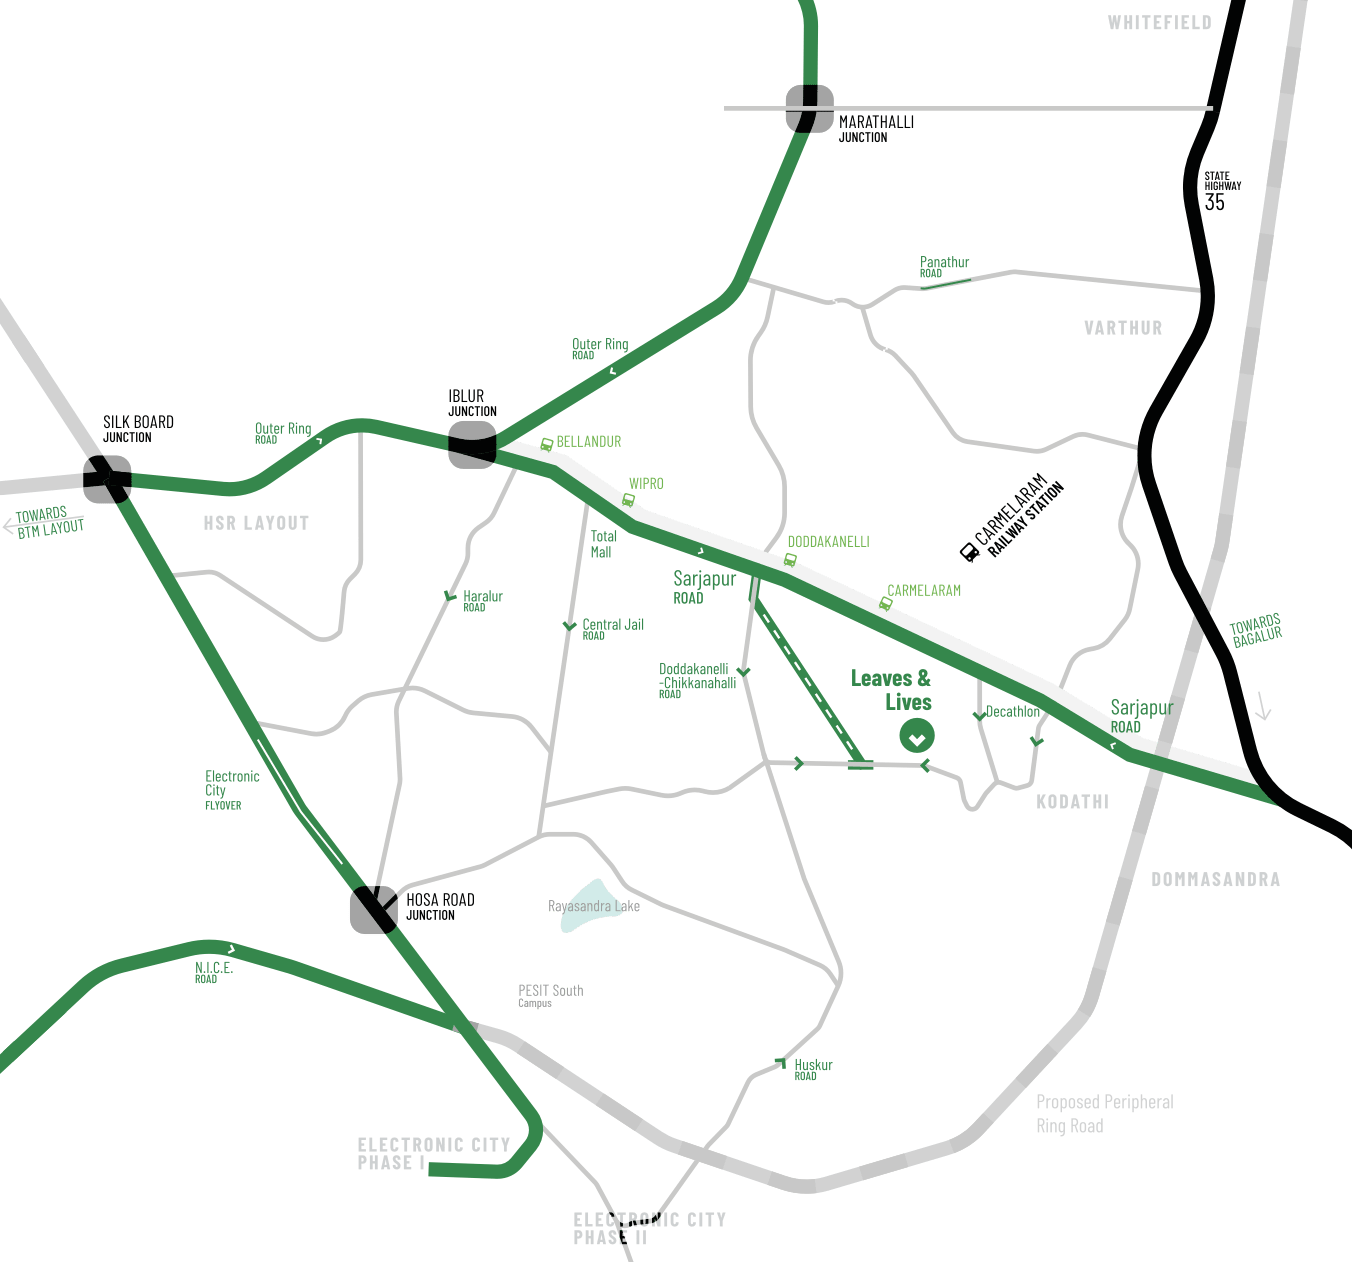 WHITEFIELD
MARATHALLI
JUNCTION
STATE
HIGHWAY
35
Panathur
ROAD
VARTHUR
Outer Ring
ROAD
IBLUR
JUNCTION
SILK BOARD
JUNCTION
Outer Ring
ROAD
BELLANDUR
WIPRO
TOWARDS
BTM LAYOUT
HSR LAYOUT
Total
Mall
DODDAKANELLI
CARMELARAM
RAILWAY STATION
Sarjapur
ROAD
CARMELARAM
Haralur
ROAD
Central Jail
ROAD
TOWARDS
BAGALUR
Doddakanelli
-Chikkanahalli
ROAD
Leaves &
Lives
Decathlon
Sarjapur
ROAD
Electronic
City
FLYOVER
KODATHI
DOMMASANDRA
HOSA ROAD
JUNCTION
Rayasandra Lake
N.I.C.E.
ROAD
PESIT South
Campus
Huskur
ROAD
Proposed Peripheral
Ring Road
ELECTRONIC CITY
PHASE I
ELECTRONIC CITY
PHASE II